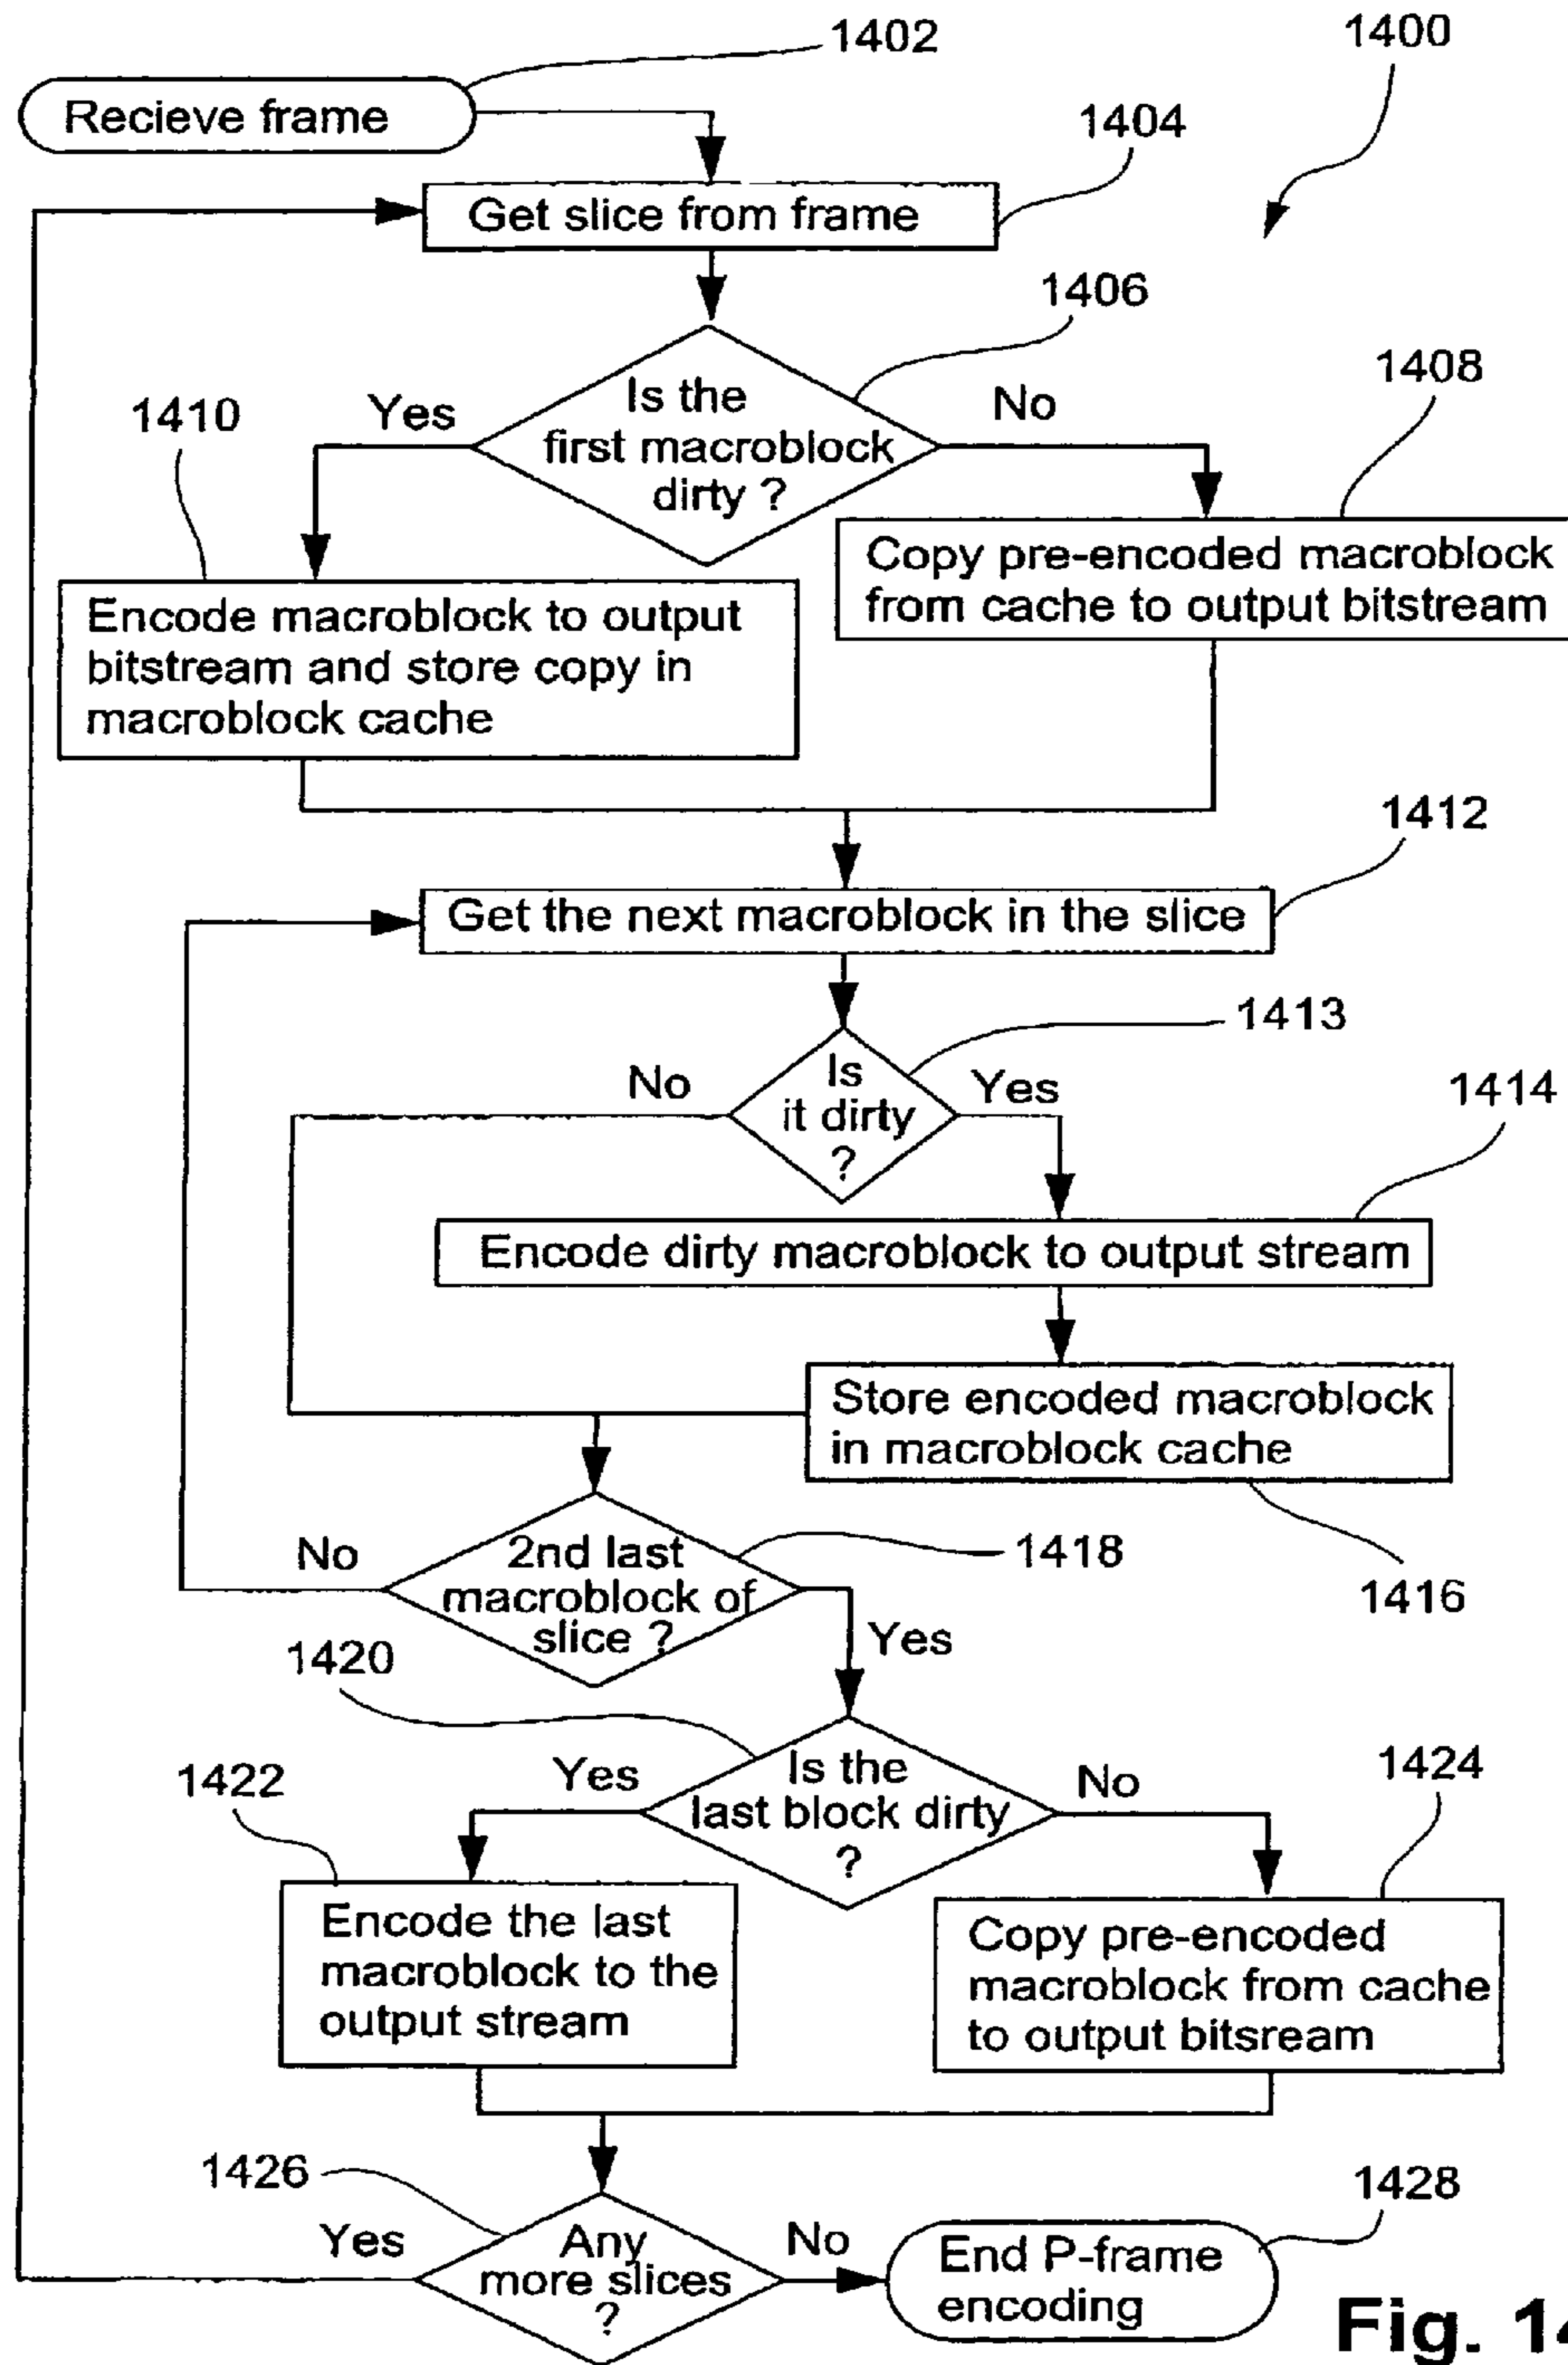 1402
1400
Recieve frame
1404
Get slice from frame
1406
1408
1410
Yes
Is the
first macroblock
dirty ?
No
Copy pre-encoded macroblock
from cache to output bitstream
Encode macroblock to output
bitstream and store copy in
macroblock cache
1412
Get the next macroblock in the slice
1413
No
Is
it dirty
?
Yes
1414
Encode dirty macroblock to output stream
Store encoded macroblock
in macroblock cache
1416
No
2nd last
macroblock of
slice ?
1418
Yes
1420
1422
Yes
Is the
last block dirty
?
No
1424
Encode the last
macroblock to the
output stream
Copy pre-encoded
macroblock from cache
to output bitsream
1426
Yes
Any
more slices
?
No
1428
End P-frame
encoding
Fig. 14